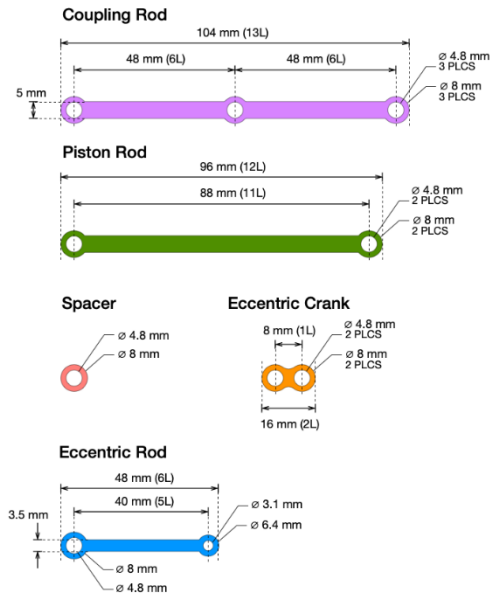 Coupling Rod
104 mm (13L)
48 mm (6L) 48 mm (6L)
5 mm
⌀ 4.8 mm
3 PLCS
⌀ 8 mm
3 PLCS
Piston Rod
96 mm (12L)
88 mm (11L)
⌀ 4.8 mm
2 PLCS
⌀ 8 mm
2 PLCS
Spacer
⌀ 4.8 mm
⌀ 8 mm
Eccentric Crank
8 mm (1L)
⌀ 4.8 mm
2 PLCS
⌀ 8 mm
2 PLCS
16 mm (2L)
Eccentric Rod
48 mm (6L)
40 mm (5L)
3.5 mm
⌀ 3.1 mm
⌀ 6.4 mm
⌀ 8 mm
⌀ 4.8 mm